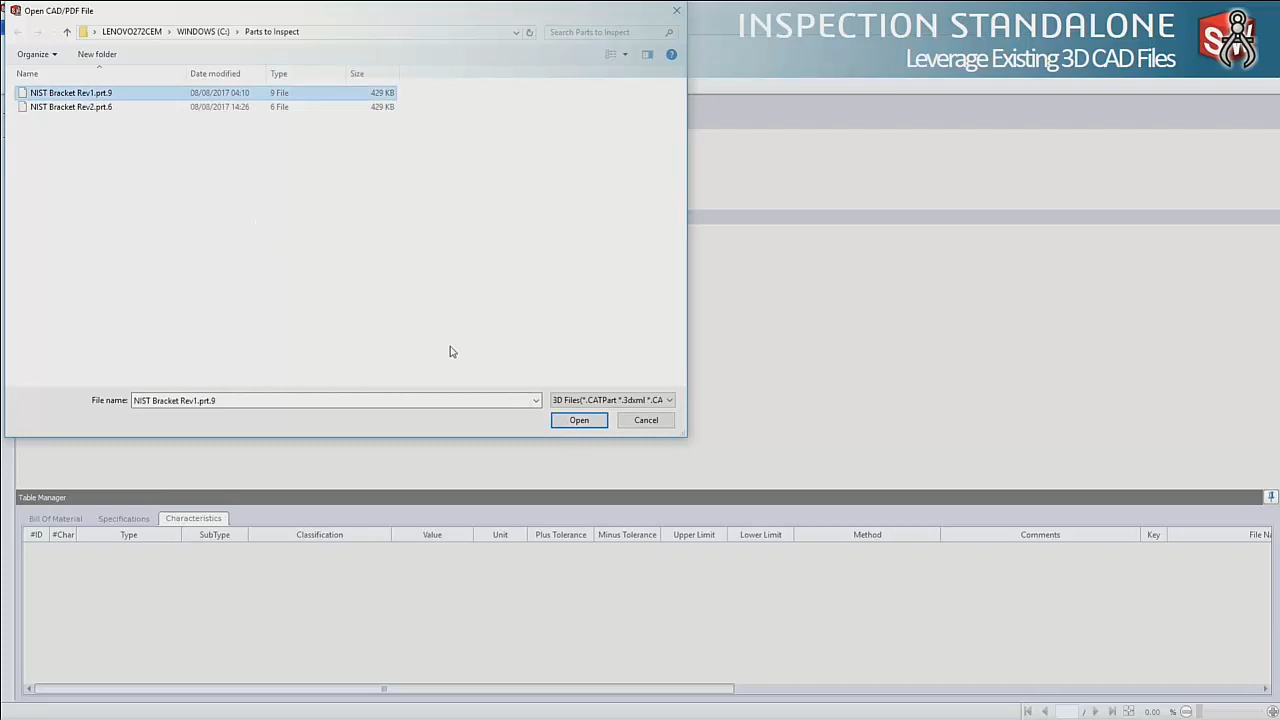 Open CAD/PDF File
INSPECTION STANDALONE
Leverage Existing 3D CAD Files
LENOVO272CEM > WINDOWS (C:) > Parts to Inspect
Search Parts to Inspect
Organize
New folder
Name Date modified Type Size
NIST Bracket Rev1.prt.9 08/08/2017 04:10 9 File 429 KB
NIST Bracket Rev2.prt.6 08/08/2017 14:26 6 File 429 KB
File name: NIST Bracket Rev1.prt.9 3D Files(*.CATPart *.3dxml *.CA
Open Cancel
Table Manager
Bill Of Material Specifications Characteristics
#ID #Char Type SubType Classification Value Unit Plus Tolerance Minus Tolerance Upper Limit Lower Limit Method Comments Key File Na
/ 0.00 %